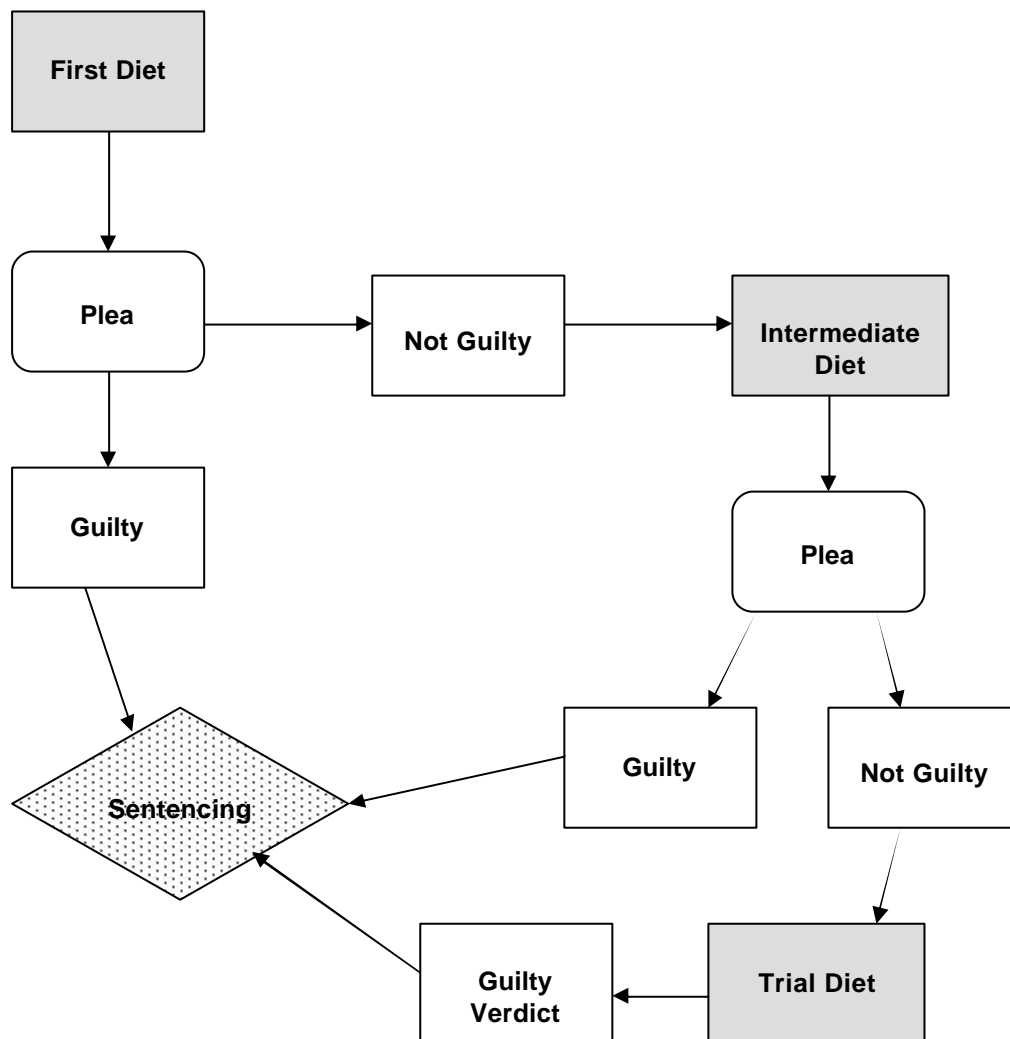 First Diet
Plea
Not Guilty
Intermediate
Diet
Guilty
Plea
Guilty
Not Guilty
Sentencing
Guilty
Verdict
Trial Diet